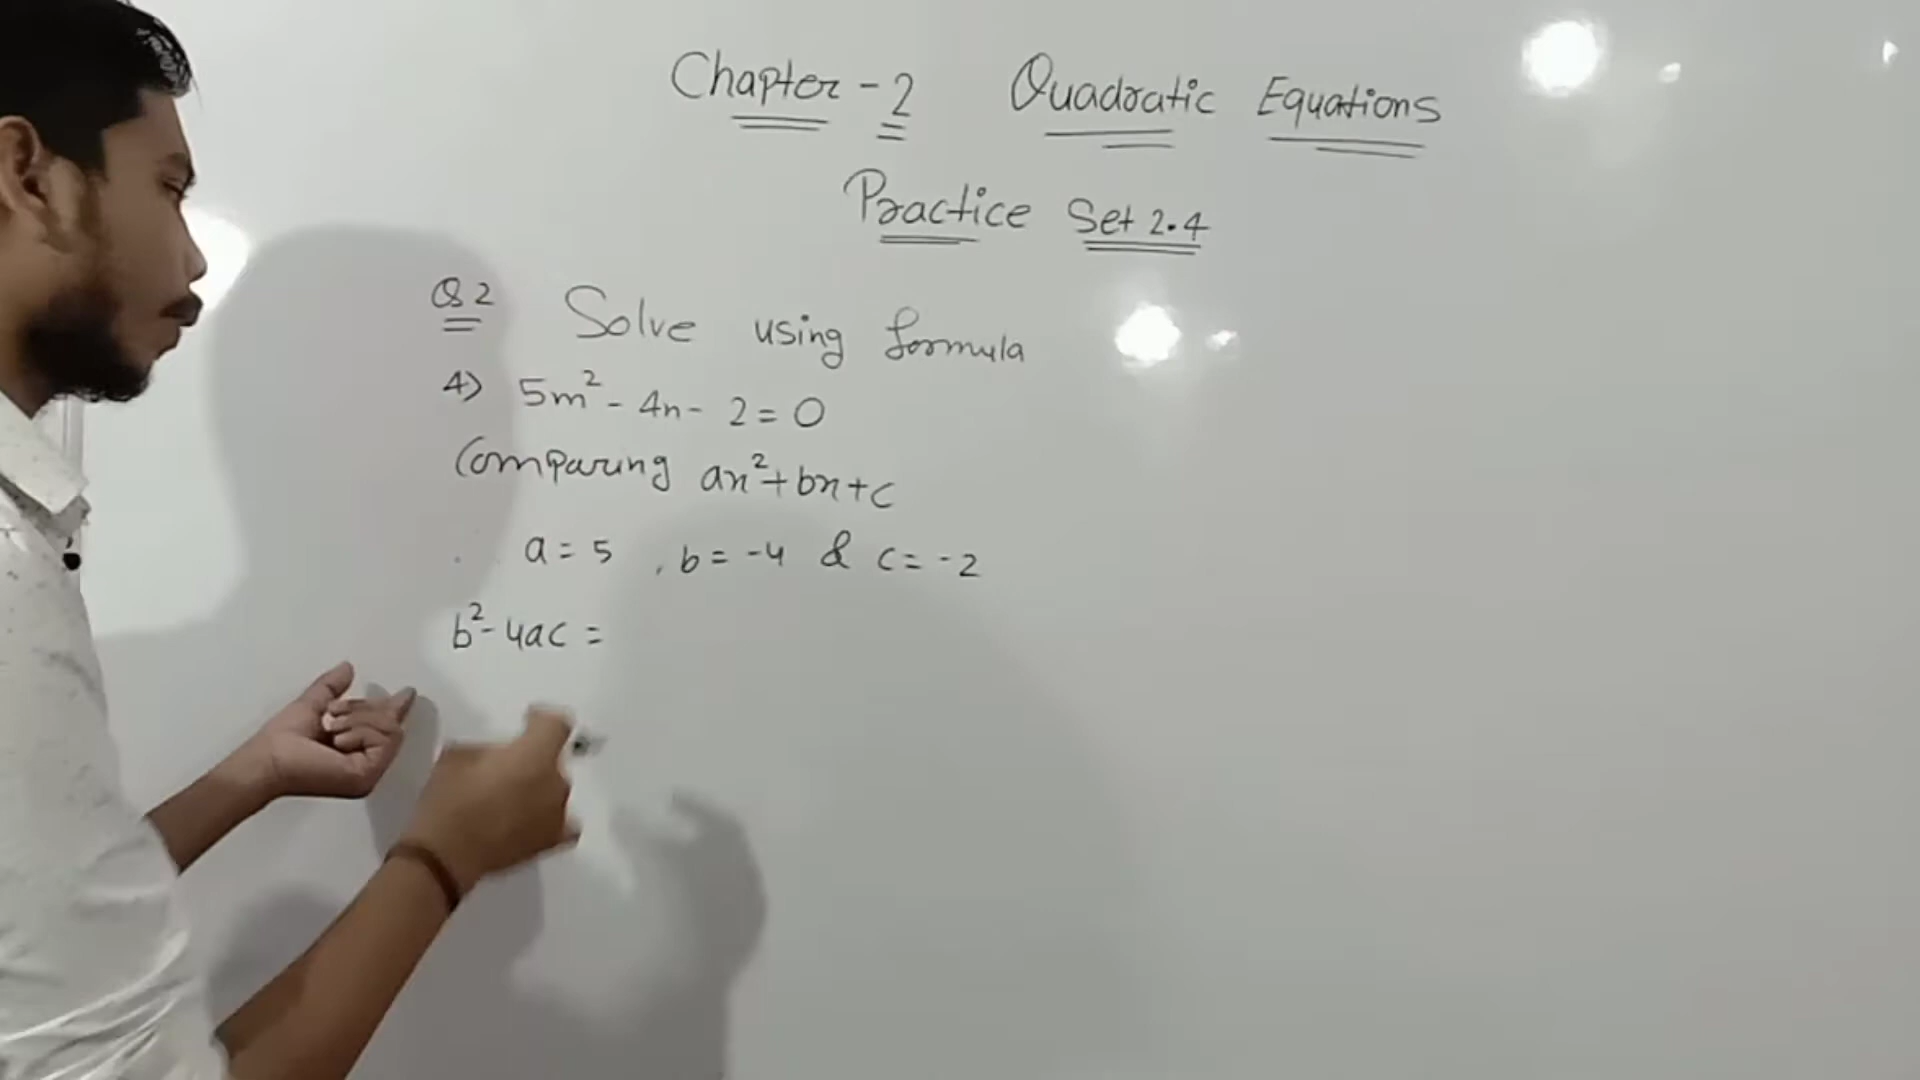 Chapter - 2 Quadratic Equations
Practice Set 2.4
Q 2 Solve using formula
4) 5m² - 4n - 2 = 0
Comparing an² + bn + c
a = 5 , b = -4 & c = -2
b² - 4ac =